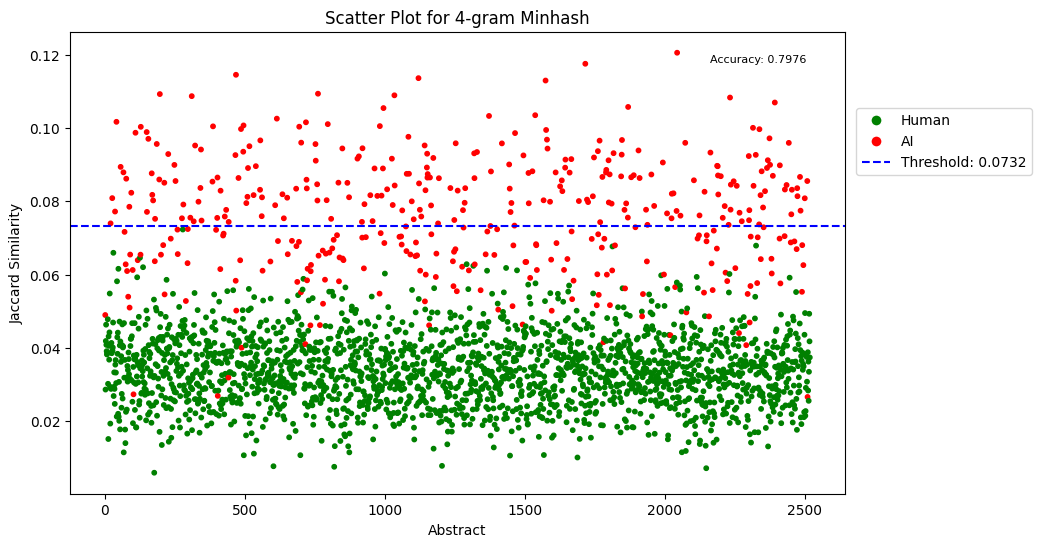 Scatter Plot for 4-gram Minhash
Accuracy: 0.7976
0.12
0.10
0.08
0.06
0.04
0.02
Jaccard Similarity
0
500
1000
1500
2000
2500
Abstract
Human
AI
Threshold: 0.0732